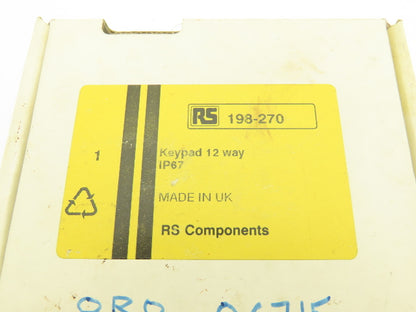 RS 198-270
1 Keypad 12 way
IP67
MADE IN UK
RS Components